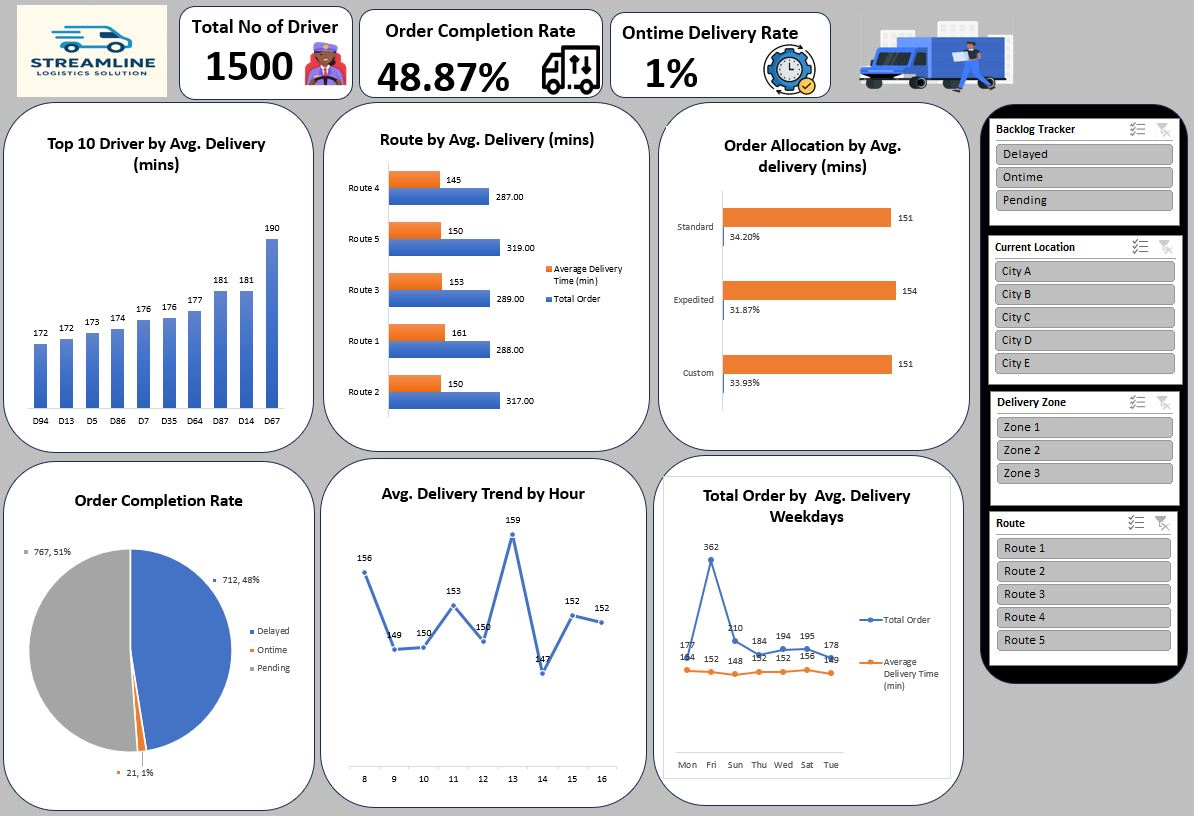 STREAMLINE
LOGISTICS SOLUTION
Total No of Driver
1500
Order Completion Rate
48.87%
Ontime Delivery Rate
1%
Top 10 Driver by Avg. Delivery
(mins)
172
172
173
174
176
176
177
181
181
190
D94 D13 D5 D86 D7 D35 D64 D87 D14 D67
Route by Avg. Delivery (mins)
Route 4
145
287.00
Route 5
150
319.00
Route 3
153
289.00
Route 1
161
288.00
Route 2
150
317.00
Average Delivery
Time (min)
Total Order
Order Allocation by Avg.
delivery (mins)
Standard
151
34.20%
Expedited
154
31.87%
Custom
151
33.93%
Backlog Tracker
Delayed
Ontime
Pending
Current Location
City A
City B
City C
City D
City E
Delivery Zone
Zone 1
Zone 2
Zone 3
Route
Route 1
Route 2
Route 3
Route 4
Route 5
Order Completion Rate
767, 51%
712, 48%
21, 1%
Delayed
Ontime
Pending
Avg. Delivery Trend by Hour
156
149
150
153
150
159
147
152
152
8 9 10 11 12 13 14 15 16
Total Order by Avg. Delivery
Weekdays
177
362
210
184
194
195
178
154
152
148
152
152
156
149
Mon Fri Sun Thu Wed Sat Tue
Total Order
Average
Delivery Time
(min)